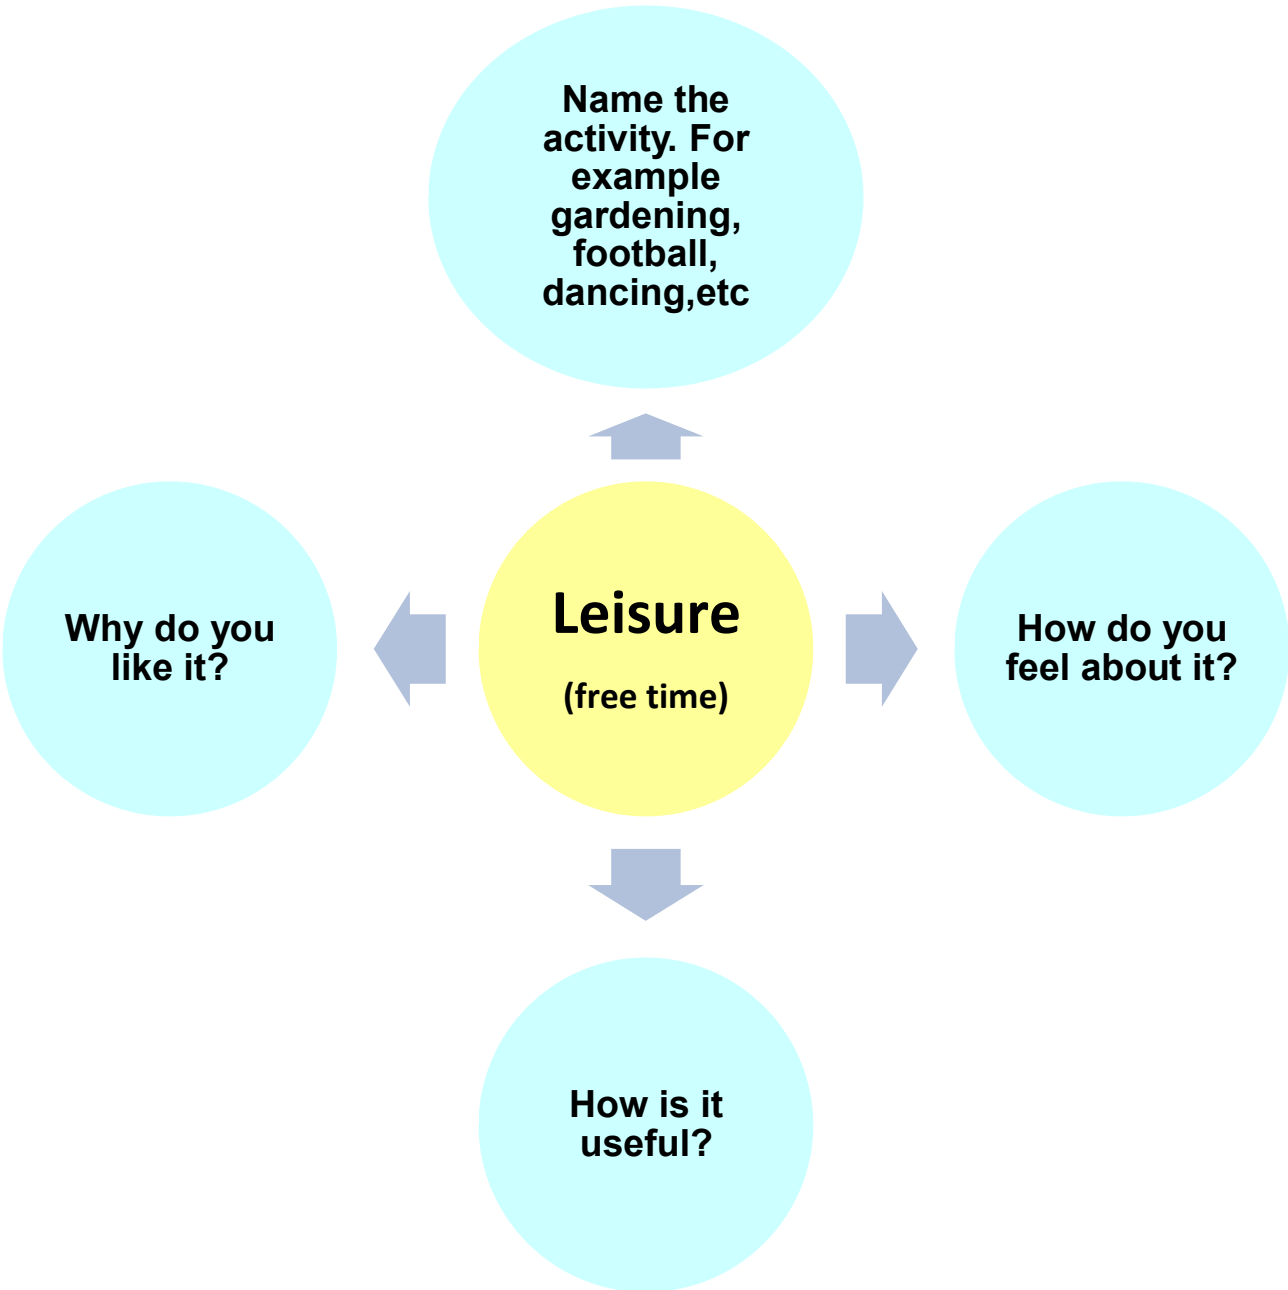 Name the
activity. For
example
gardening,
football,
dancing,etc
Why do you
like it?
Leisure
(free time)
How do you
feel about it?
How is it
useful?